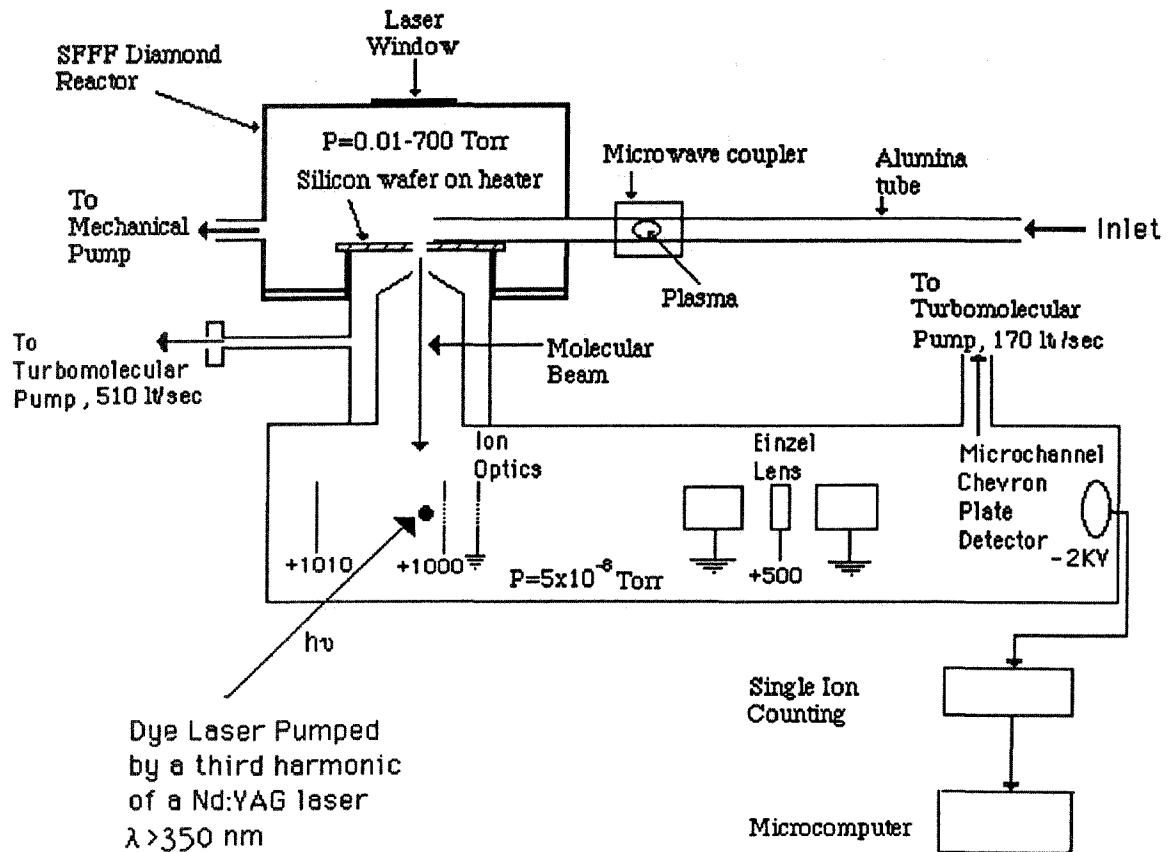 Laser
Window
SFFF Diamond
Reactor
P=0.01-700 Torr
Silicon wafer on heater
Microwave coupler
Alumina
tube
To
Mechanical
Pump
Inlet
Plasma
To
Turbomolecular
Pump, 170 lt/sec
To
Turbomolecular
Pump, 510 lt/sec
Molecular
Beam
Ion
Optics
Einzel
Lens
Microchannel
Chevron
Plate
Detector
-2KV
+1010
+1000
+500
P=5x10⁻⁶ Torr
hυ
Dye Laser Pumped
by a third harmonic
of a Nd:YAG laser
λ>350 nm
Single Ion
Counting
Microcomputer